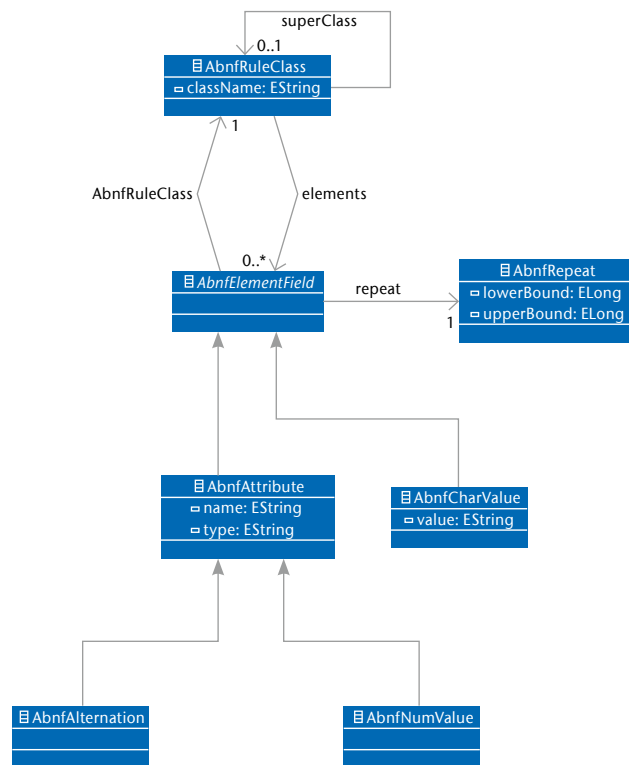 superClass
0..1
AbnfRuleClass
className: EString
1
AbnfRuleClass
elements
0..*
AbnfElementField
repeat
1
AbnfRepeat
lowerBound: ELong
upperBound: ELong
AbnfAttribute
name: EString
type: EString
AbnfCharValue
value: EString
AbnfAlternation
AbnfNumValue